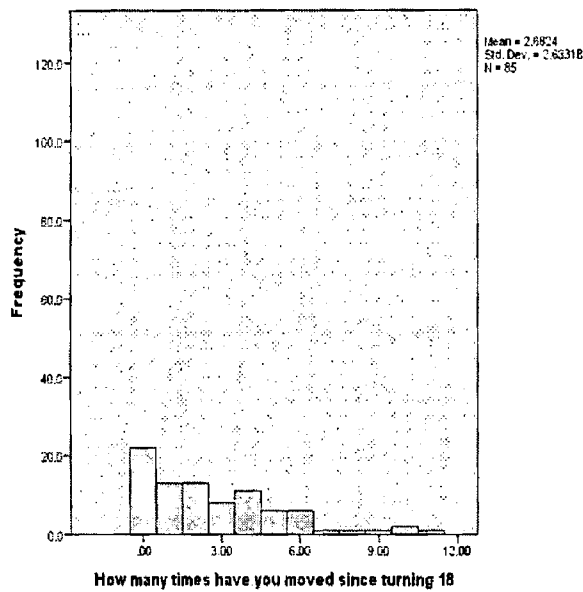 Mean = 2.6824
Std. Dev. = 2.63318
N = 85
120.0
100.0
80.0
60.0
40.0
20.0
0.0
Frequency
.00
3.00
6.00
9.00
12.00
How many times have you moved since turning 18